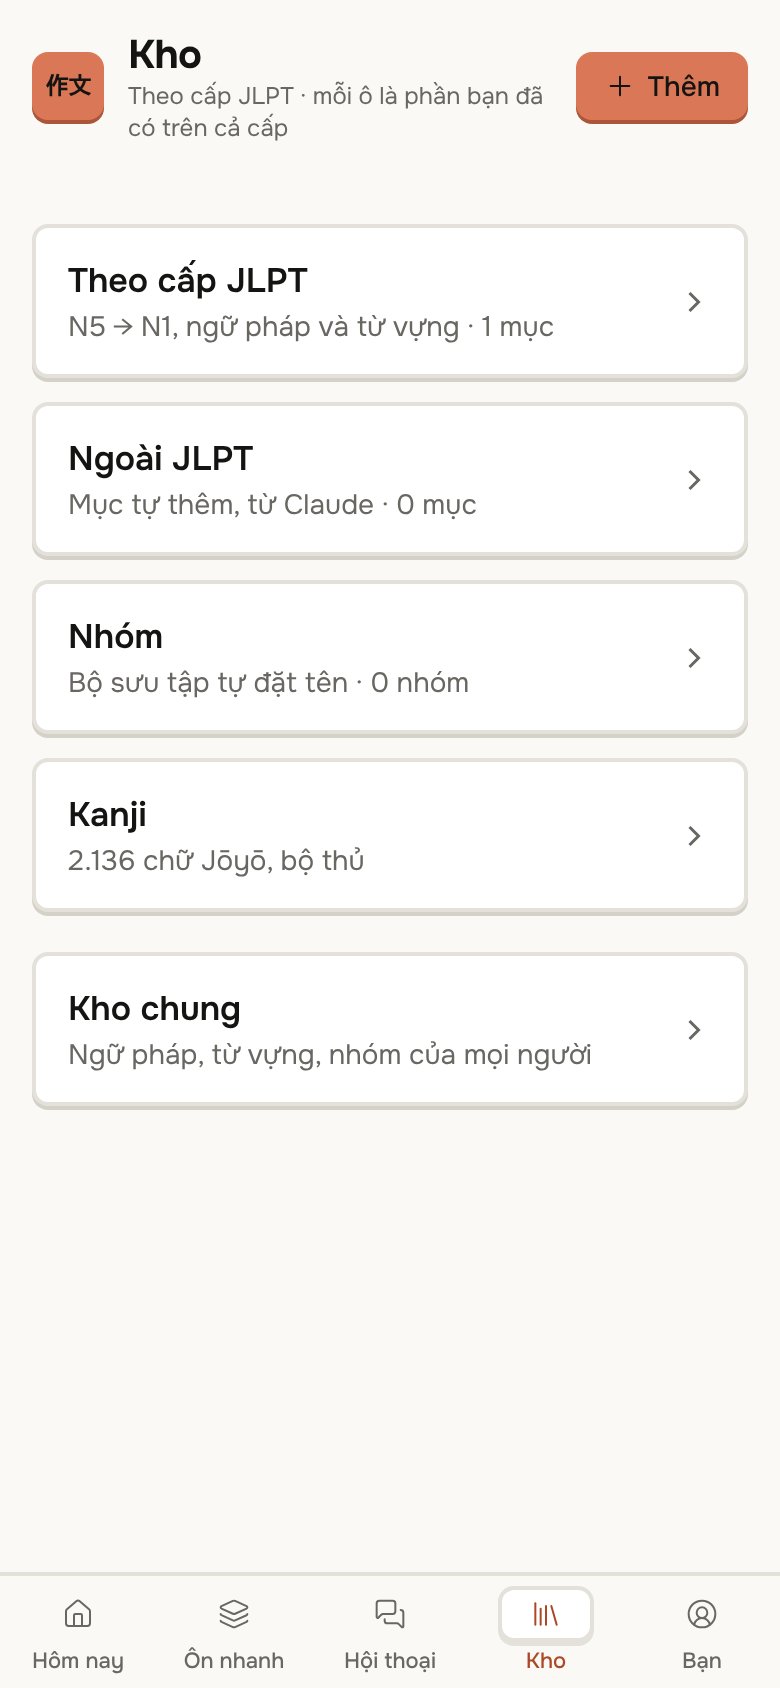 作文
Kho
Theo cấp JLPT · mỗi ô là phần bạn đã
có trên cả cấp
+ Thêm
Theo cấp JLPT
N5 → N1, ngữ pháp và từ vựng · 1 mục
Ngoài JLPT
Mục tự thêm, từ Claude · 0 mục
Nhóm
Bộ sưu tập tự đặt tên · 0 nhóm
Kanji
2.136 chữ Jōyō, bộ thủ
Kho chung
Ngữ pháp, từ vựng, nhóm của mọi người
Hôm nay
Ôn nhanh
Hội thoại
Kho
Bạn